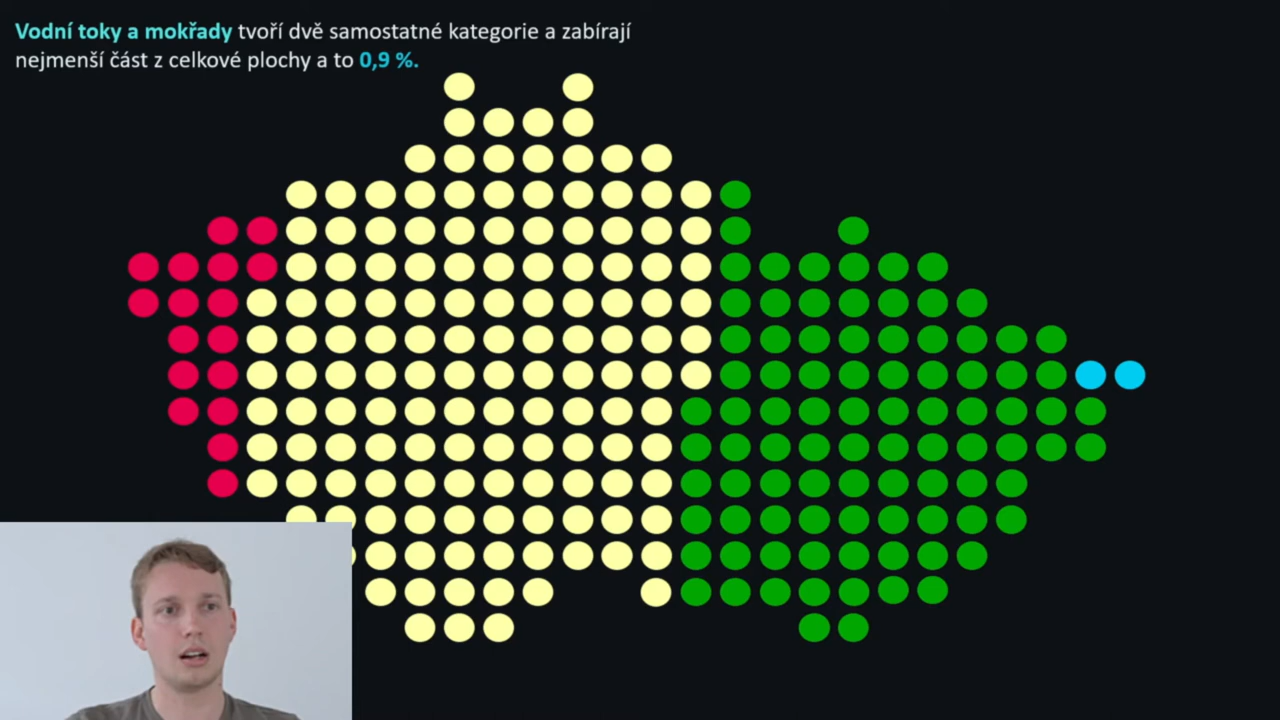 Vodní toky a mokřady tvoří dvě samostatné kategorie a zabírají
nejmenší část z celkové plochy a to 0,9 %.